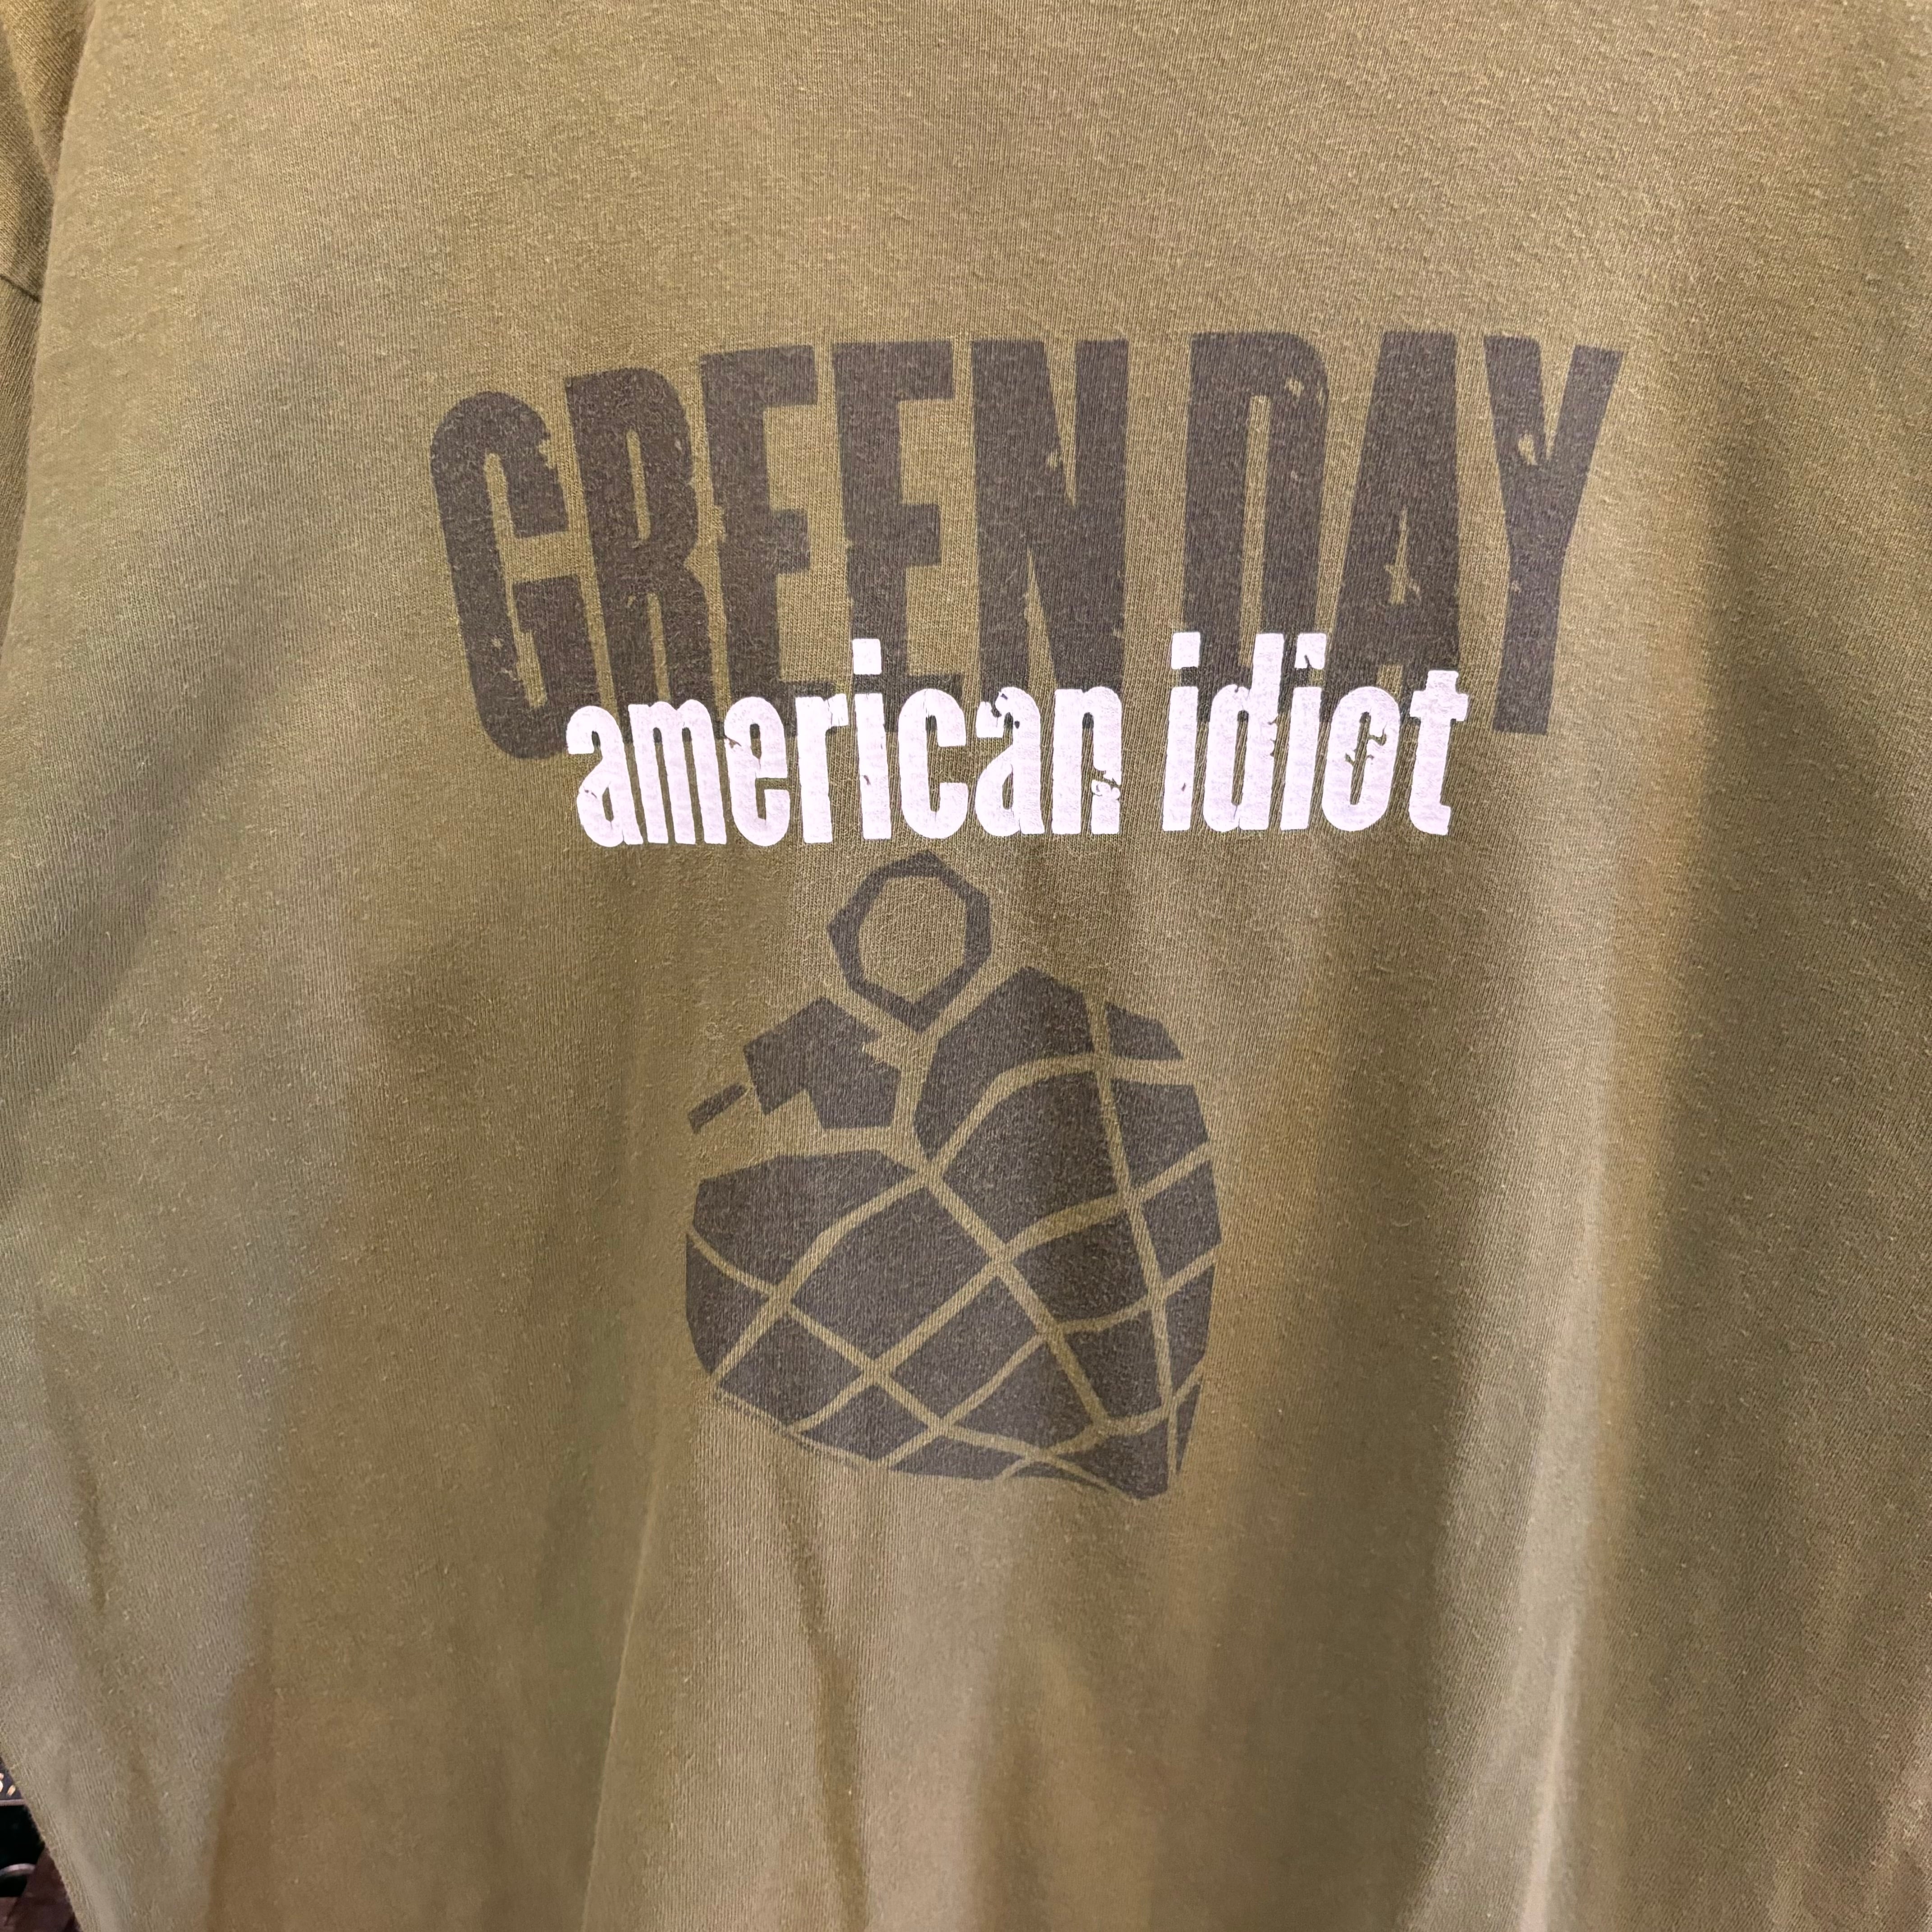 GREEN DAY
american idiot